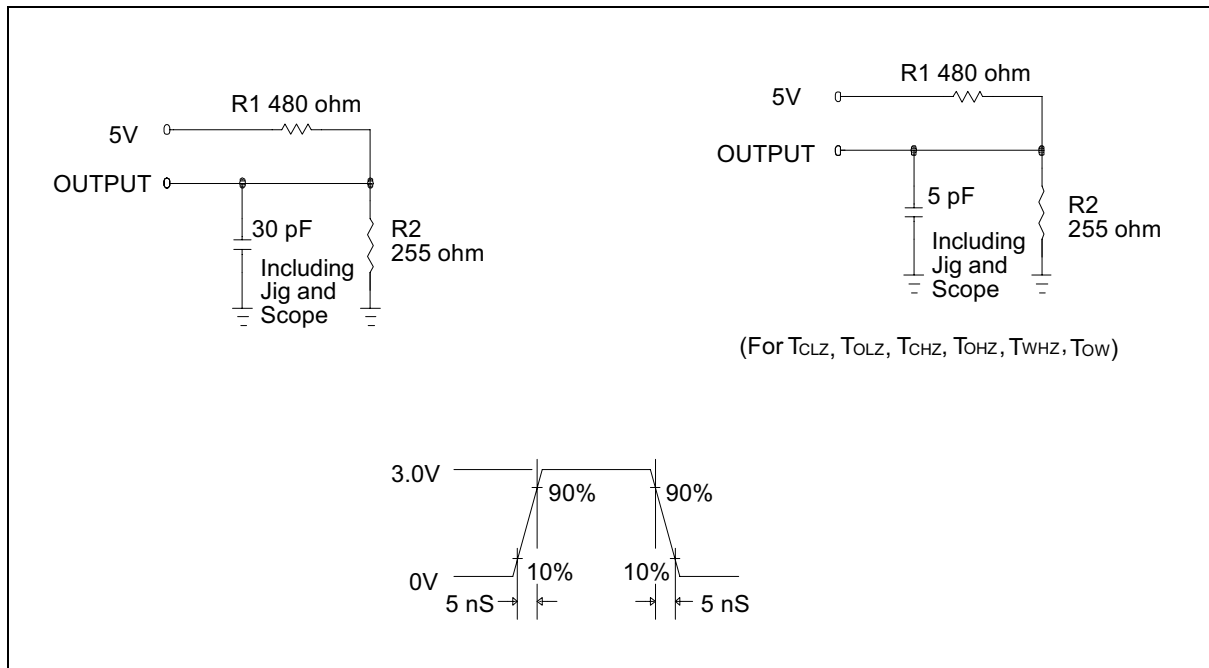 R1 480 ohm
5V
OUTPUT
30 pF
Including
Jig and
Scope
R2
255 ohm
R1 480 ohm
5V
OUTPUT
5 pF
Including
Jig and
Scope
R2
255 ohm
(For TCLZ, TOLZ, TCHZ, TOHZ, TWHZ, TOW)
3.0V
90%
90%
0V
10%
10%
5 nS
5 nS